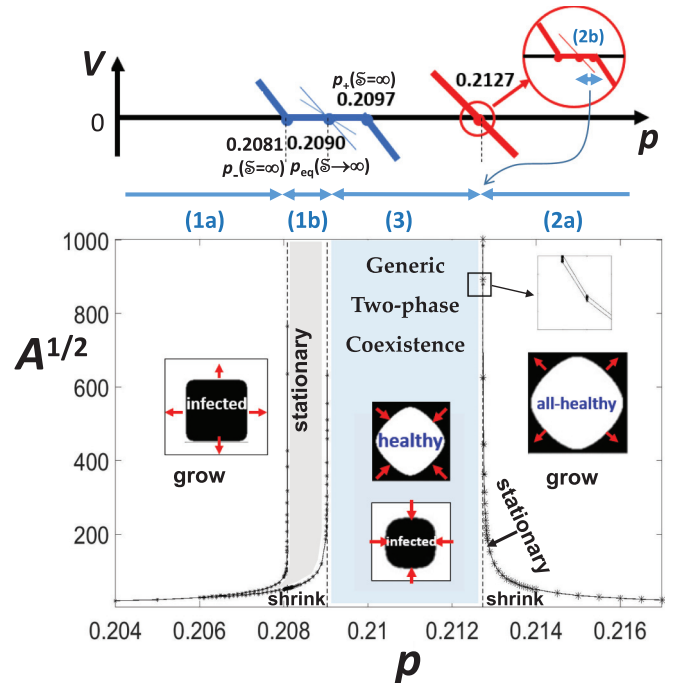 (2b)
V
p₊(𝕊=∞)
0.2097
0.2127
0
p
0.2081
0.2090
p₋(𝕊=∞)
p_eq(𝕊→∞)
(1a)
(1b)
(3)
(2a)
1000
800
600
400
200
A^1/2
Generic
Two-phase
Coexistence
stationary
infected
grow
healthy
infected
all-healthy
grow
stationary
shrink
shrink
0.204
0.206
0.208
0.21
0.212
0.214
0.216
p